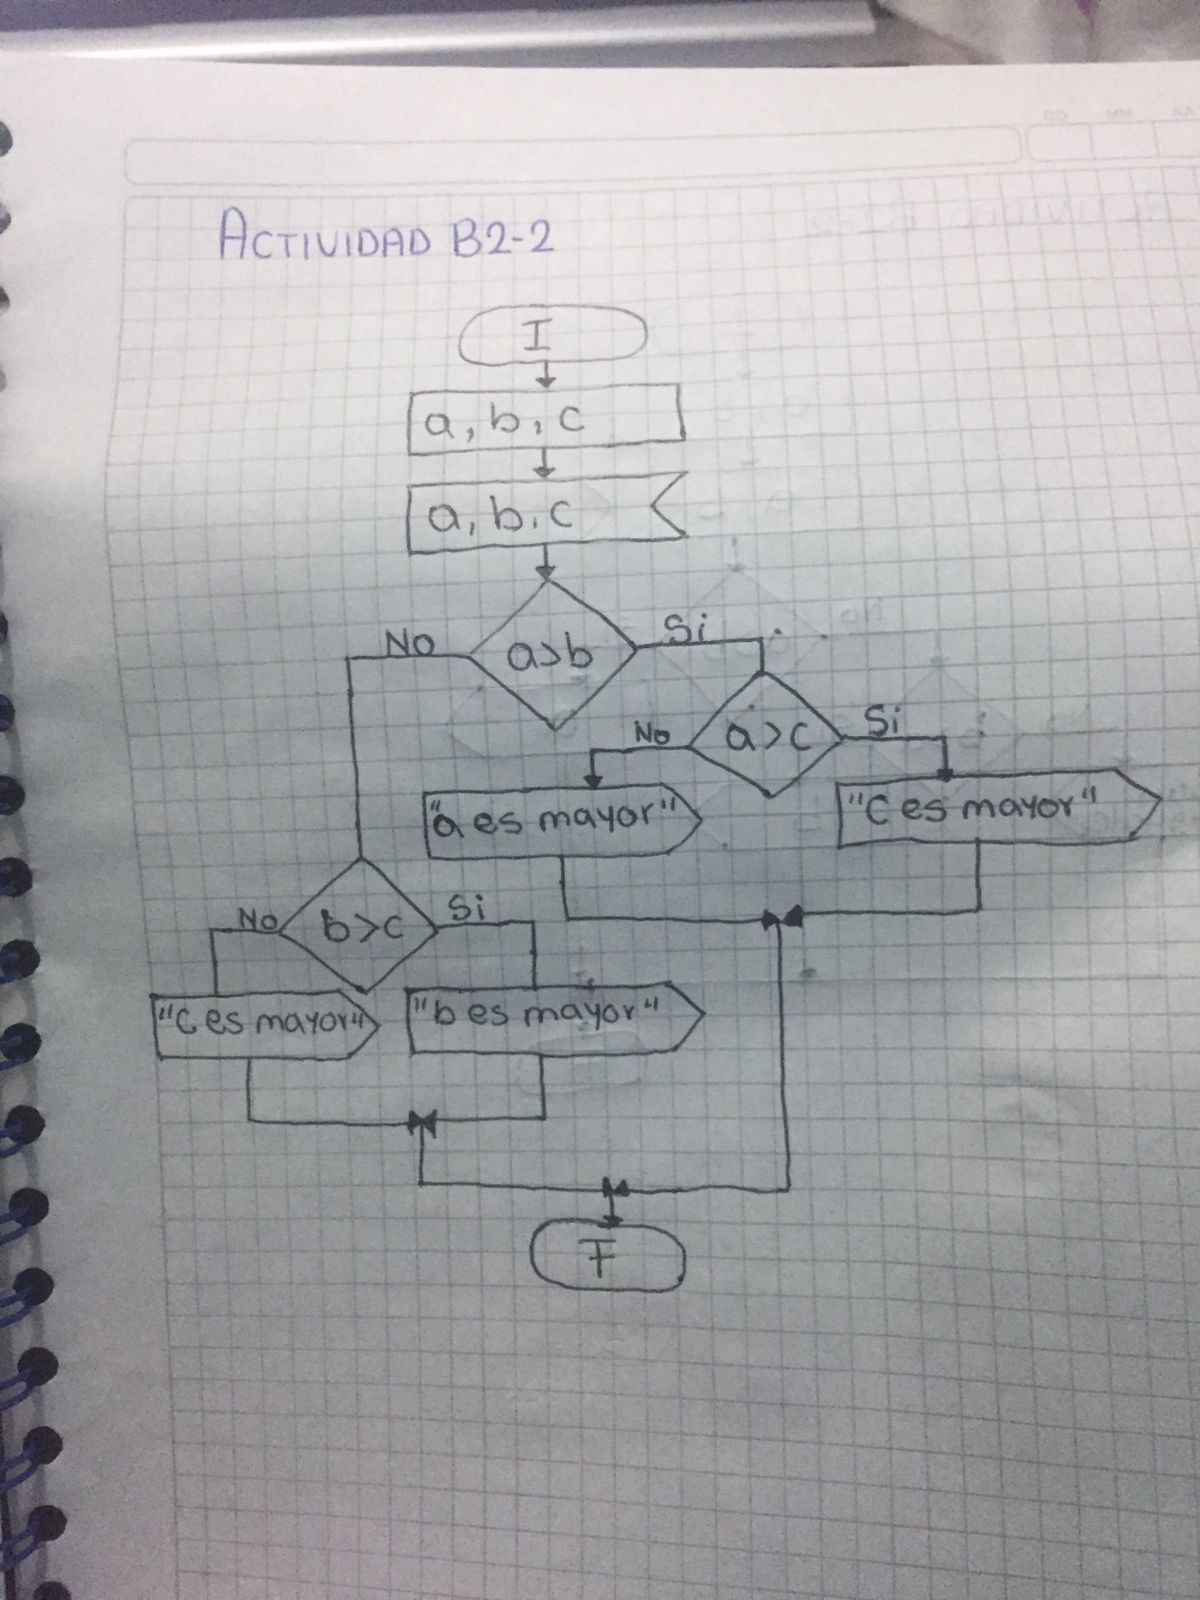 ACTIVIDAD B2-2
I
a, b, c
a, b, c
No a>b Si
No a>c Si
"a es mayor" "C es mayor"
No b>c Si
"C es mayor" "b es mayor"
F